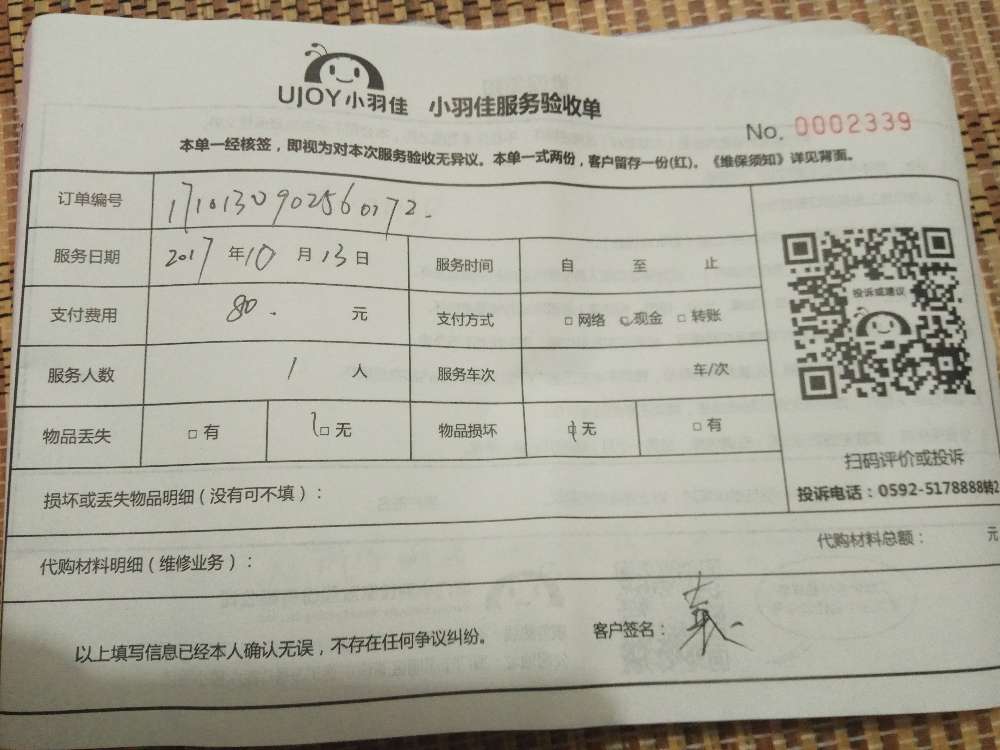 UJOY小羽佳 小羽佳服务验收单
No. 0002339
本单一经核签，即视为对本次服务验收无异议。本单一式两份，客户留存一份(红)。《维保须知》详见背面。
订单编号 1710130902560172.
服务日期 2017 年 10 月 13 日 服务时间 自 至 止
投诉或建议
支付费用 80. 元 支付方式 □ 网络 □ 现金 □ 转账
服务人数 1 人 服务车次 车/次
物品丢失 □ 有 □ 无 物品损坏 □ 无 □ 有
扫码评价或投诉
损坏或丢失物品明细（没有可不填）：
投诉电话：0592-5178888转2
代购材料明细（维修业务）： 代购材料总额： 元
以上填写信息已经本人确认无误，不存在任何争议纠纷。 客户签名：